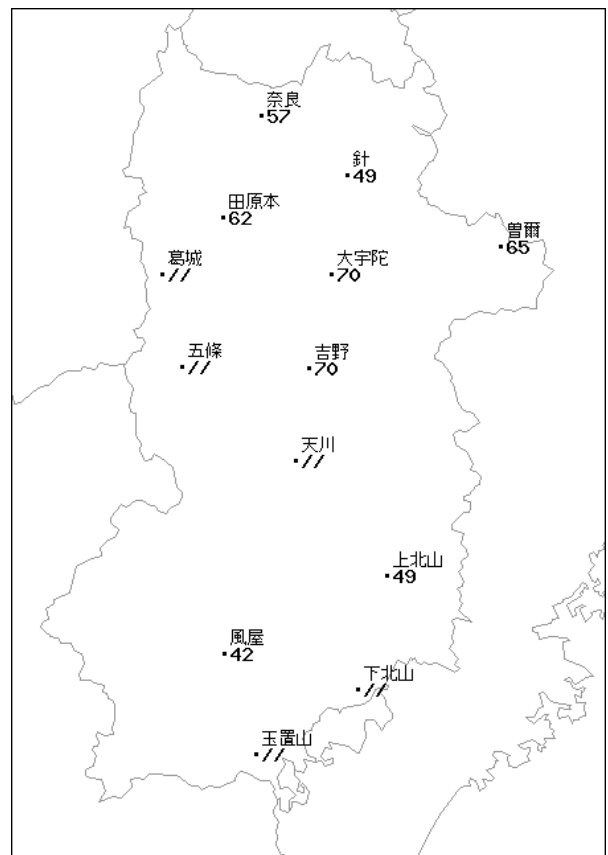 奈良
57
針
49
田原本
62
曽爾
65
葛城
//
大宇陀
70
五條
//
吉野
70
天川
//
上北山
49
風屋
42
下北山
//
玉置山
//